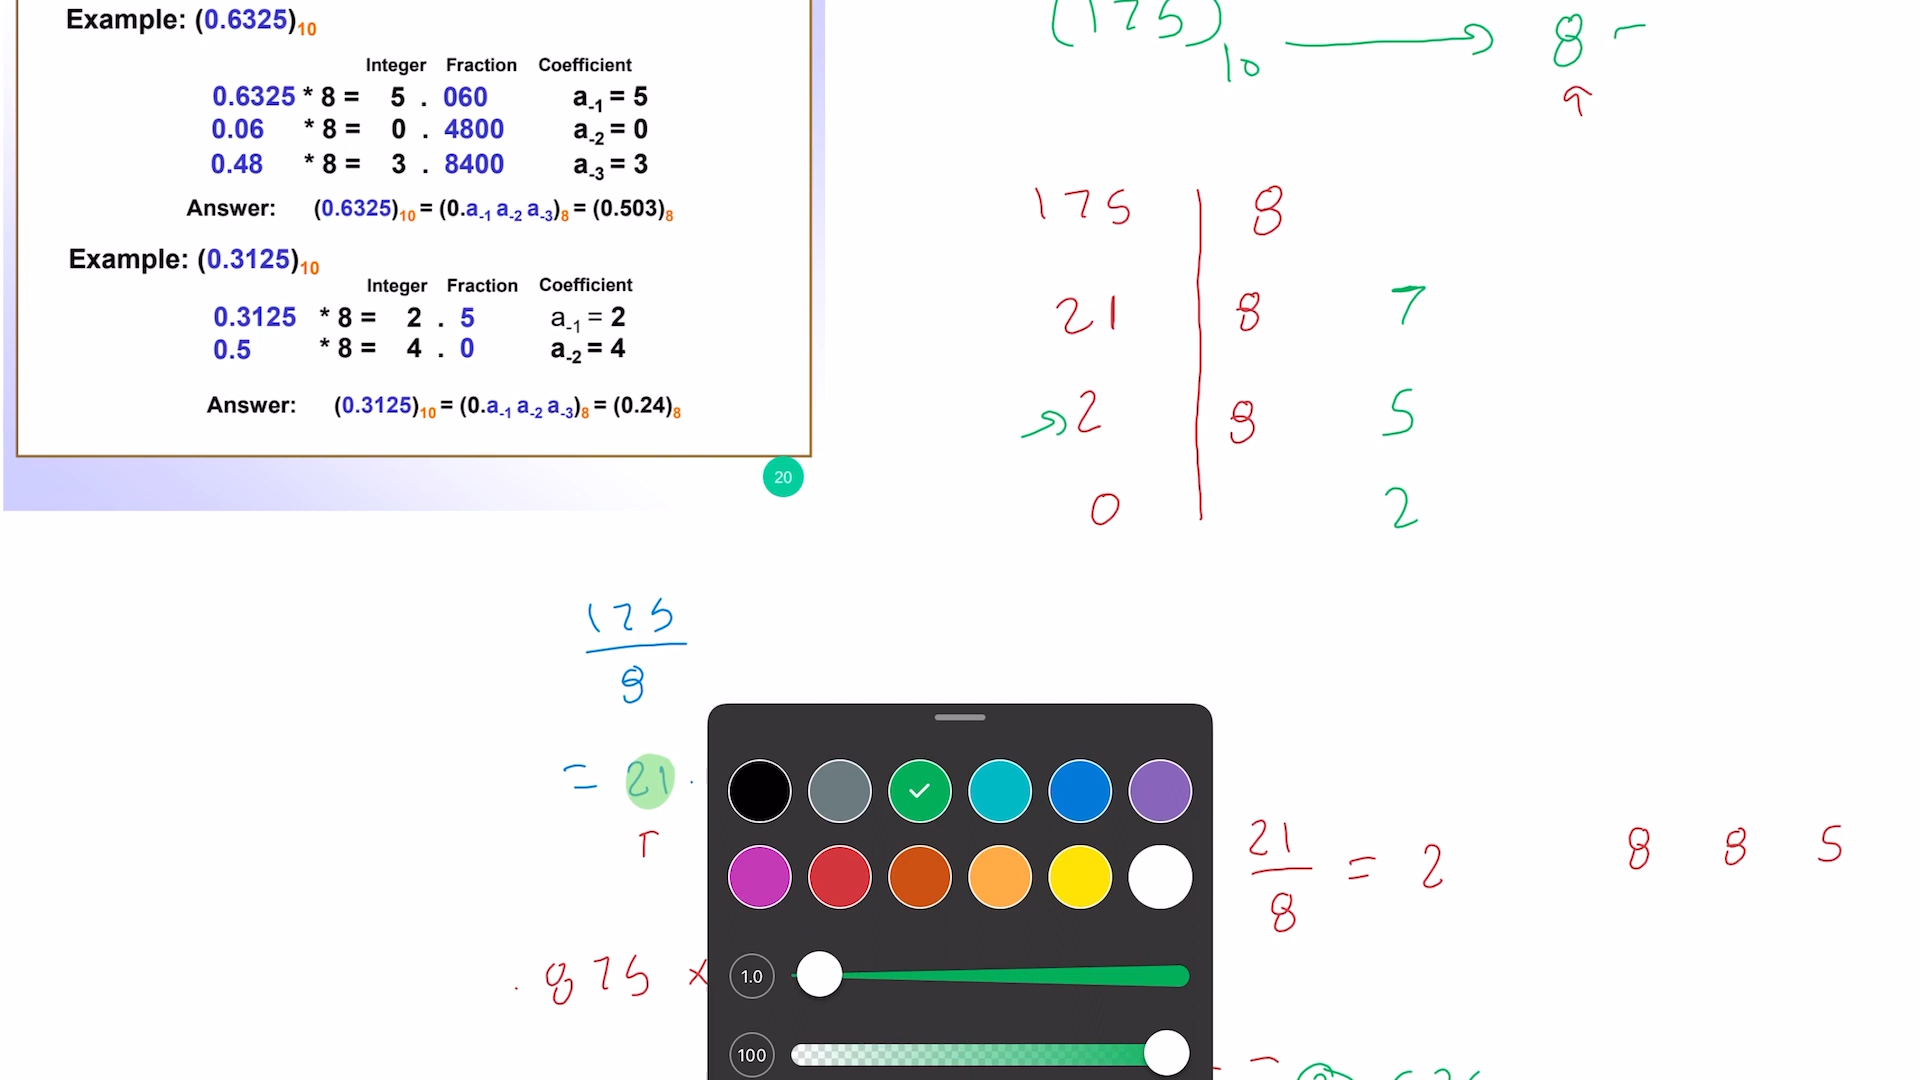 Example: (0.6325)10
Integer Fraction Coefficient
0.6325 * 8 = 5 . 060 a-1 = 5
0.06 * 8 = 0 . 4800 a-2 = 0
0.48 * 8 = 3 . 8400 a-3 = 3
Answer: (0.6325)10 = (0.a-1 a-2 a-3)8 = (0.503)8
Example: (0.3125)10
Integer Fraction Coefficient
0.3125 * 8 = 2 . 5 a-1 = 2
0.5 * 8 = 4 . 0 a-2 = 4
Answer: (0.3125)10 = (0.a-1 a-2 a-3)8 = (0.24)8
20
(175)10 → 8 -
175 8
21 8 7
→ 2 8 5
0 2
175
8
= 21 .
21
8
= 2
8 8 5
. 875 ×
1.0
100